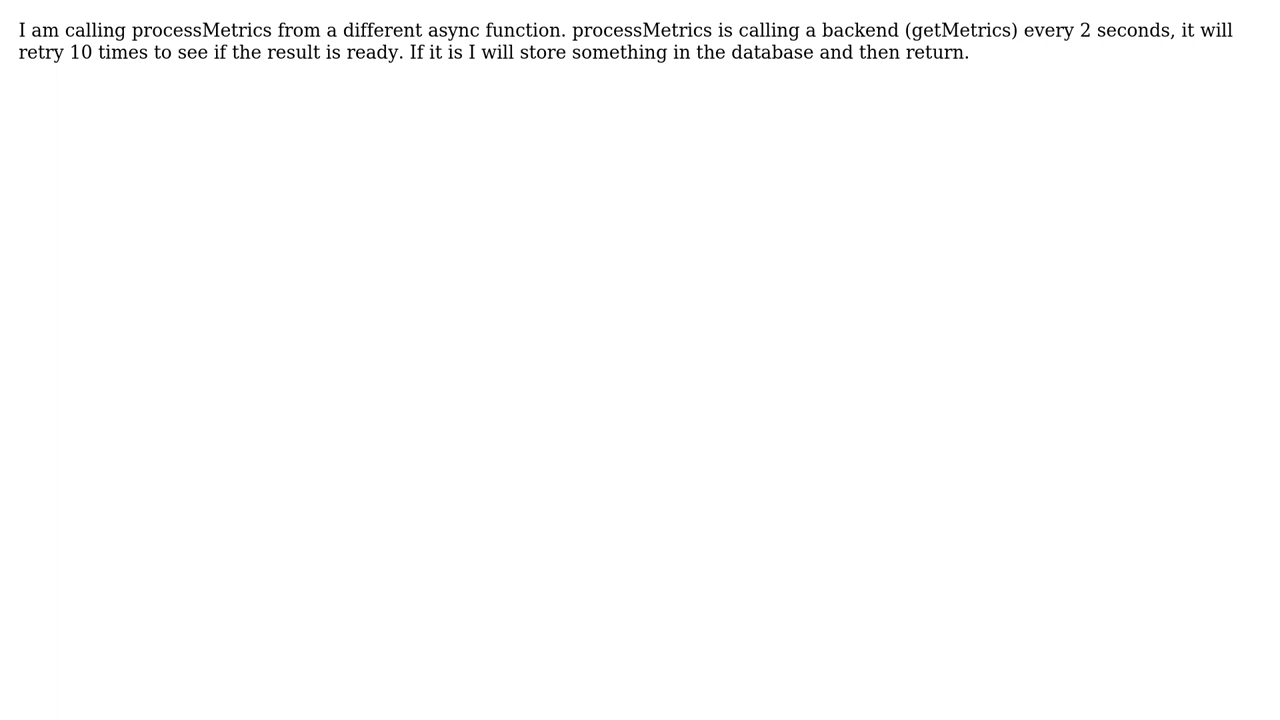 I am calling processMetrics from a different async function. processMetrics is calling a backend (getMetrics) every 2 seconds, it will
retry 10 times to see if the result is ready. If it is I will store something in the database and then return.